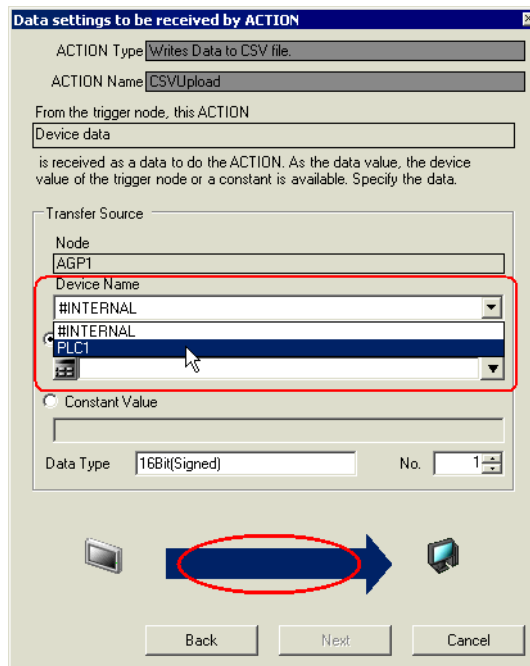 Data settings to be received by ACTION
ACTION Type Writes Data to CSV file.
ACTION Name CSVUpload
From the trigger node, this ACTION
Device data
is received as a data to do the ACTION. As the data value, the device
value of the trigger node or a constant is available. Specify the data.
Transfer Source
Node
AGP1
Device Name
#INTERNAL
#INTERNAL
PLC1
Constant Value
Data Type 16Bit(Signed) No. 1
Back Next Cancel